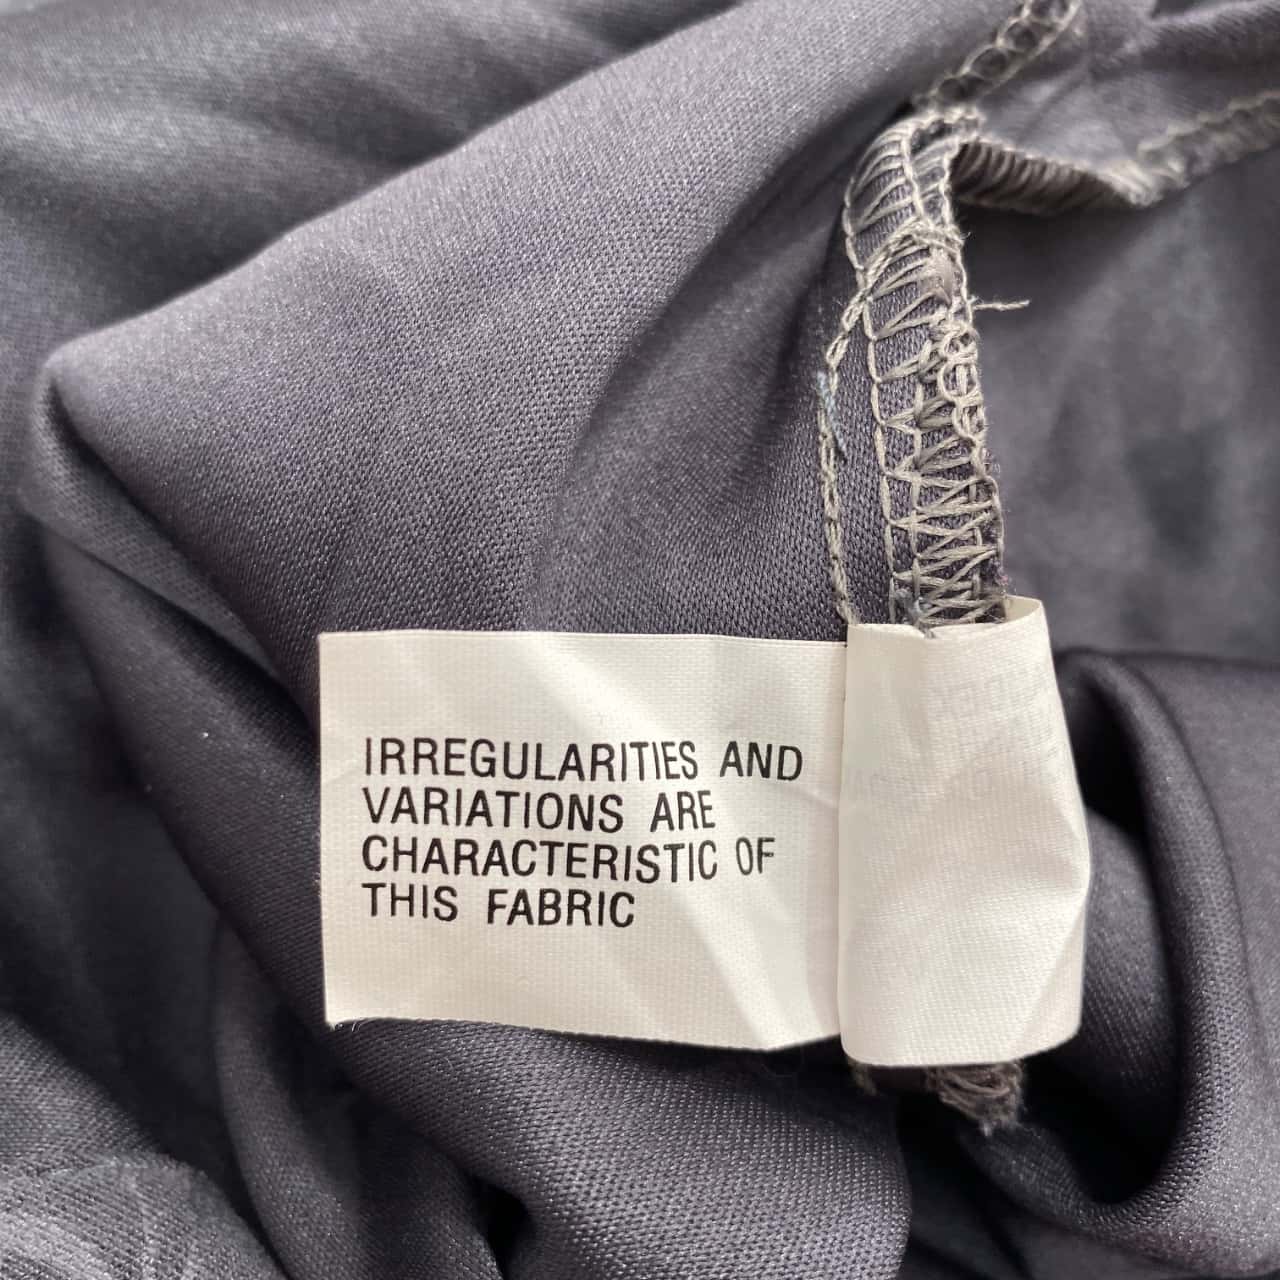 IRREGULARITIES AND
VARIATIONS ARE
CHARACTERISTIC OF
THIS FABRIC